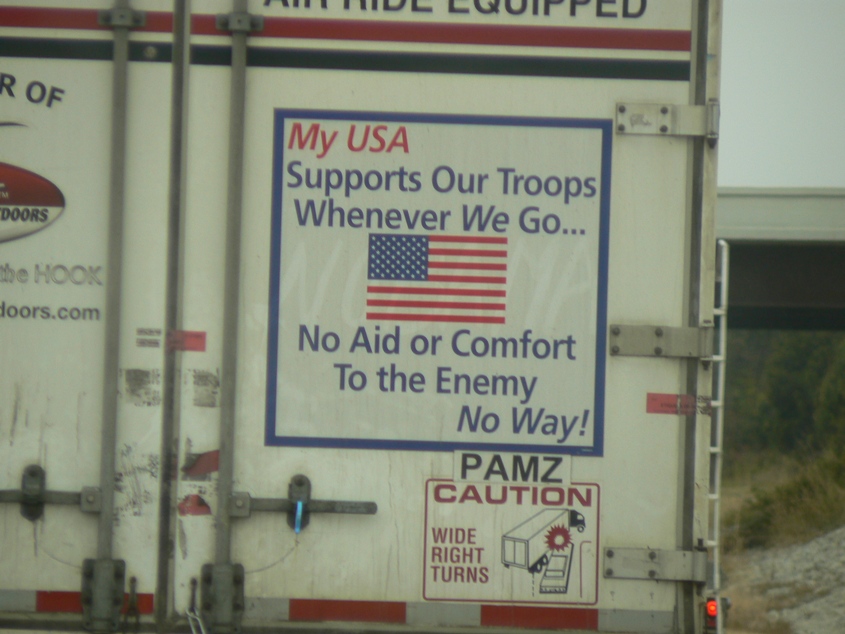 AIR RIDE EQUIPPED
R OF
TDOORS
the HOOK
doors.com
My USA
Supports Our Troops
Whenever We Go...
No Aid or Comfort
To the Enemy
No Way!
PAMZ
CAUTION
WIDE
RIGHT
TURNS